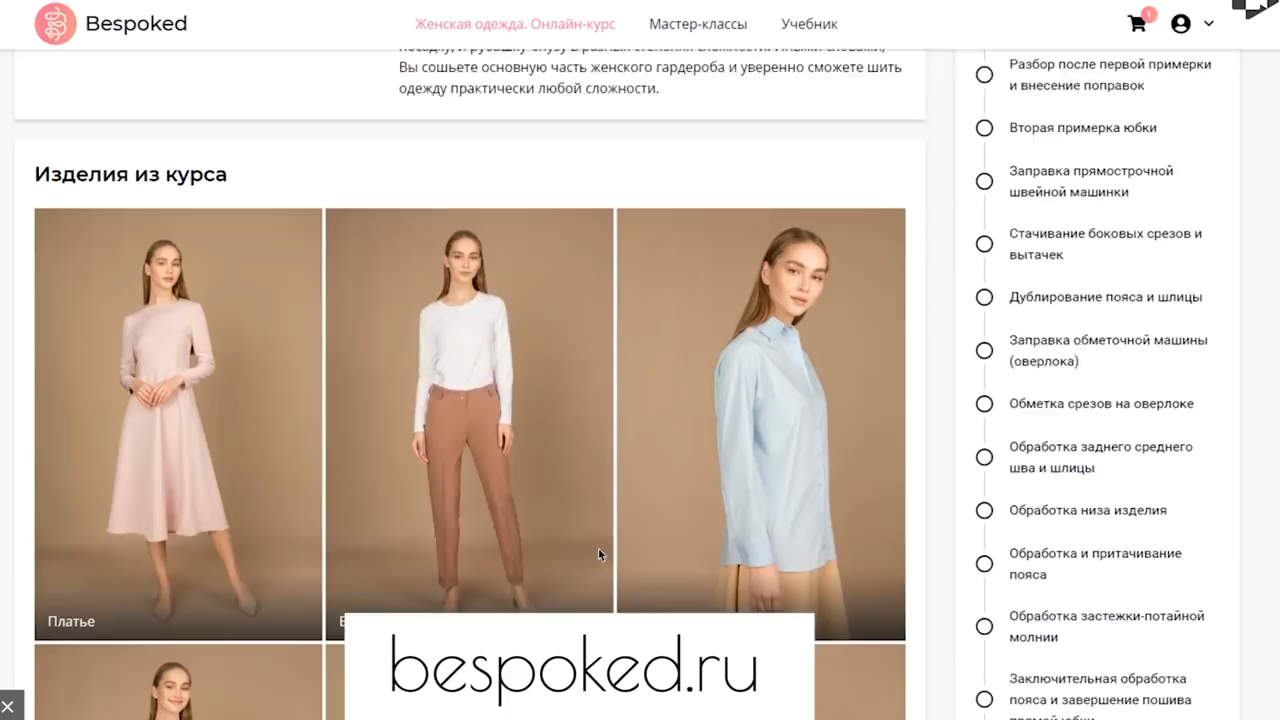 Bespoked
Женская одежда. Онлайн-курс
Мастер-классы
Учебник
1
Вы сошьете основную часть женского гардероба и уверенно сможете шить
одежду практически любой сложности.
Изделия из курса
Платье
bespoked.ru
Разбор после первой примерки
и внесение поправок
Вторая примерка юбки
Заправка прямострочной
швейной машинки
Стачивание боковых срезов и
вытачек
Дублирование пояса и шлицы
Заправка обметочной машины
(оверлока)
Обметка срезов на оверлоке
Обработка заднего среднего
шва и шлицы
Обработка низа изделия
Обработка и притачивание
пояса
Обработка застежки-потайной
молнии
Заключительная обработка
пояса и завершение пошива